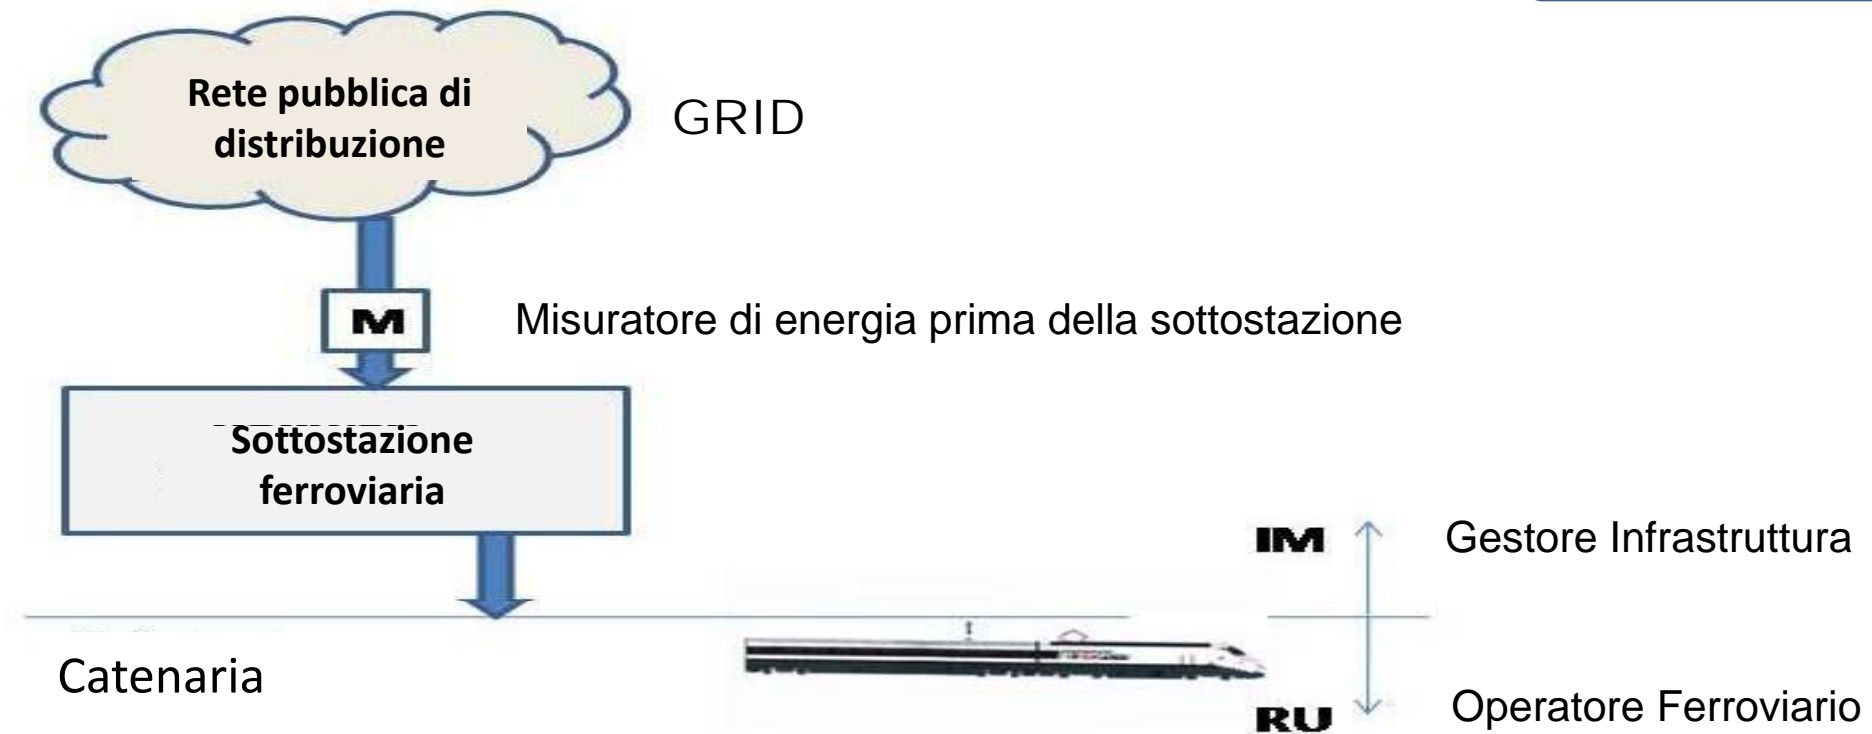 Rete pubblica di
distribuzione
GRID
M
Misuratore di energia prima della sottostazione
Sottostazione
ferroviaria
IM
Gestore Infrastruttura
Catenaria
RU
Operatore Ferroviario